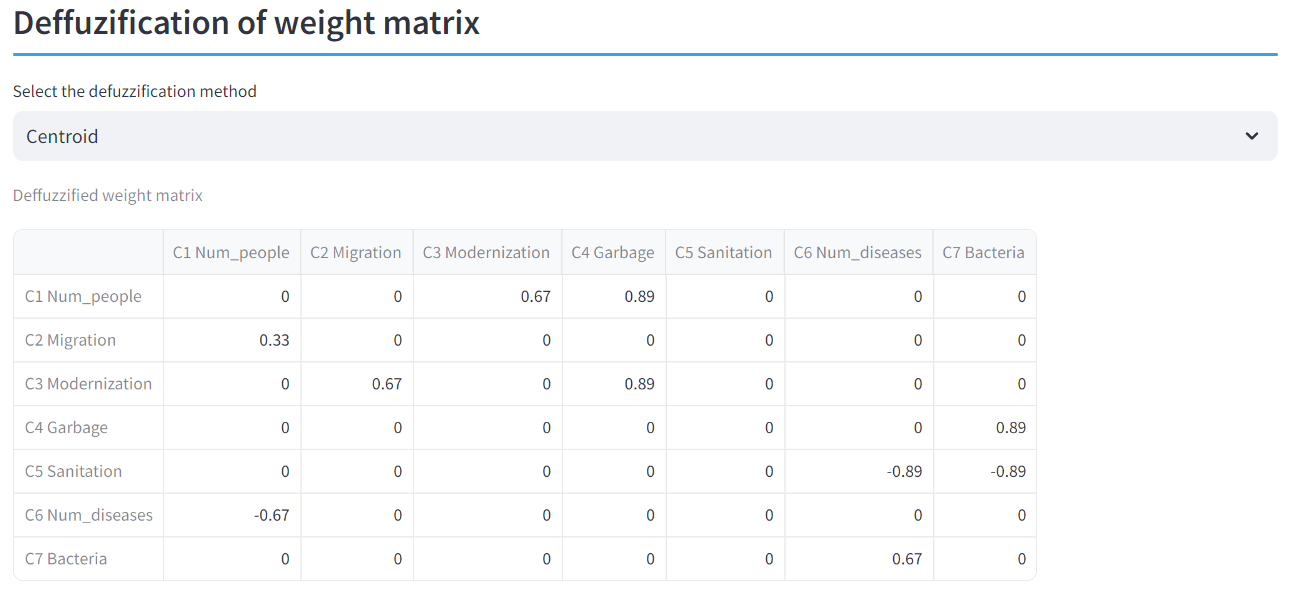 Deffuzification of weight matrix
Select the defuzzification method
Centroid
Deffuzzified weight matrix
C1 Num_people C2 Migration C3 Modernization C4 Garbage C5 Sanitation C6 Num_diseases C7 Bacteria
C1 Num_people 0 0 0.67 0.89 0 0 0
C2 Migration 0.33 0 0 0 0 0 0
C3 Modernization 0 0.67 0 0.89 0 0 0
C4 Garbage 0 0 0 0 0 0 0.89
C5 Sanitation 0 0 0 0 0 -0.89 -0.89
C6 Num_diseases -0.67 0 0 0 0 0 0
C7 Bacteria 0 0 0 0 0 0.67 0